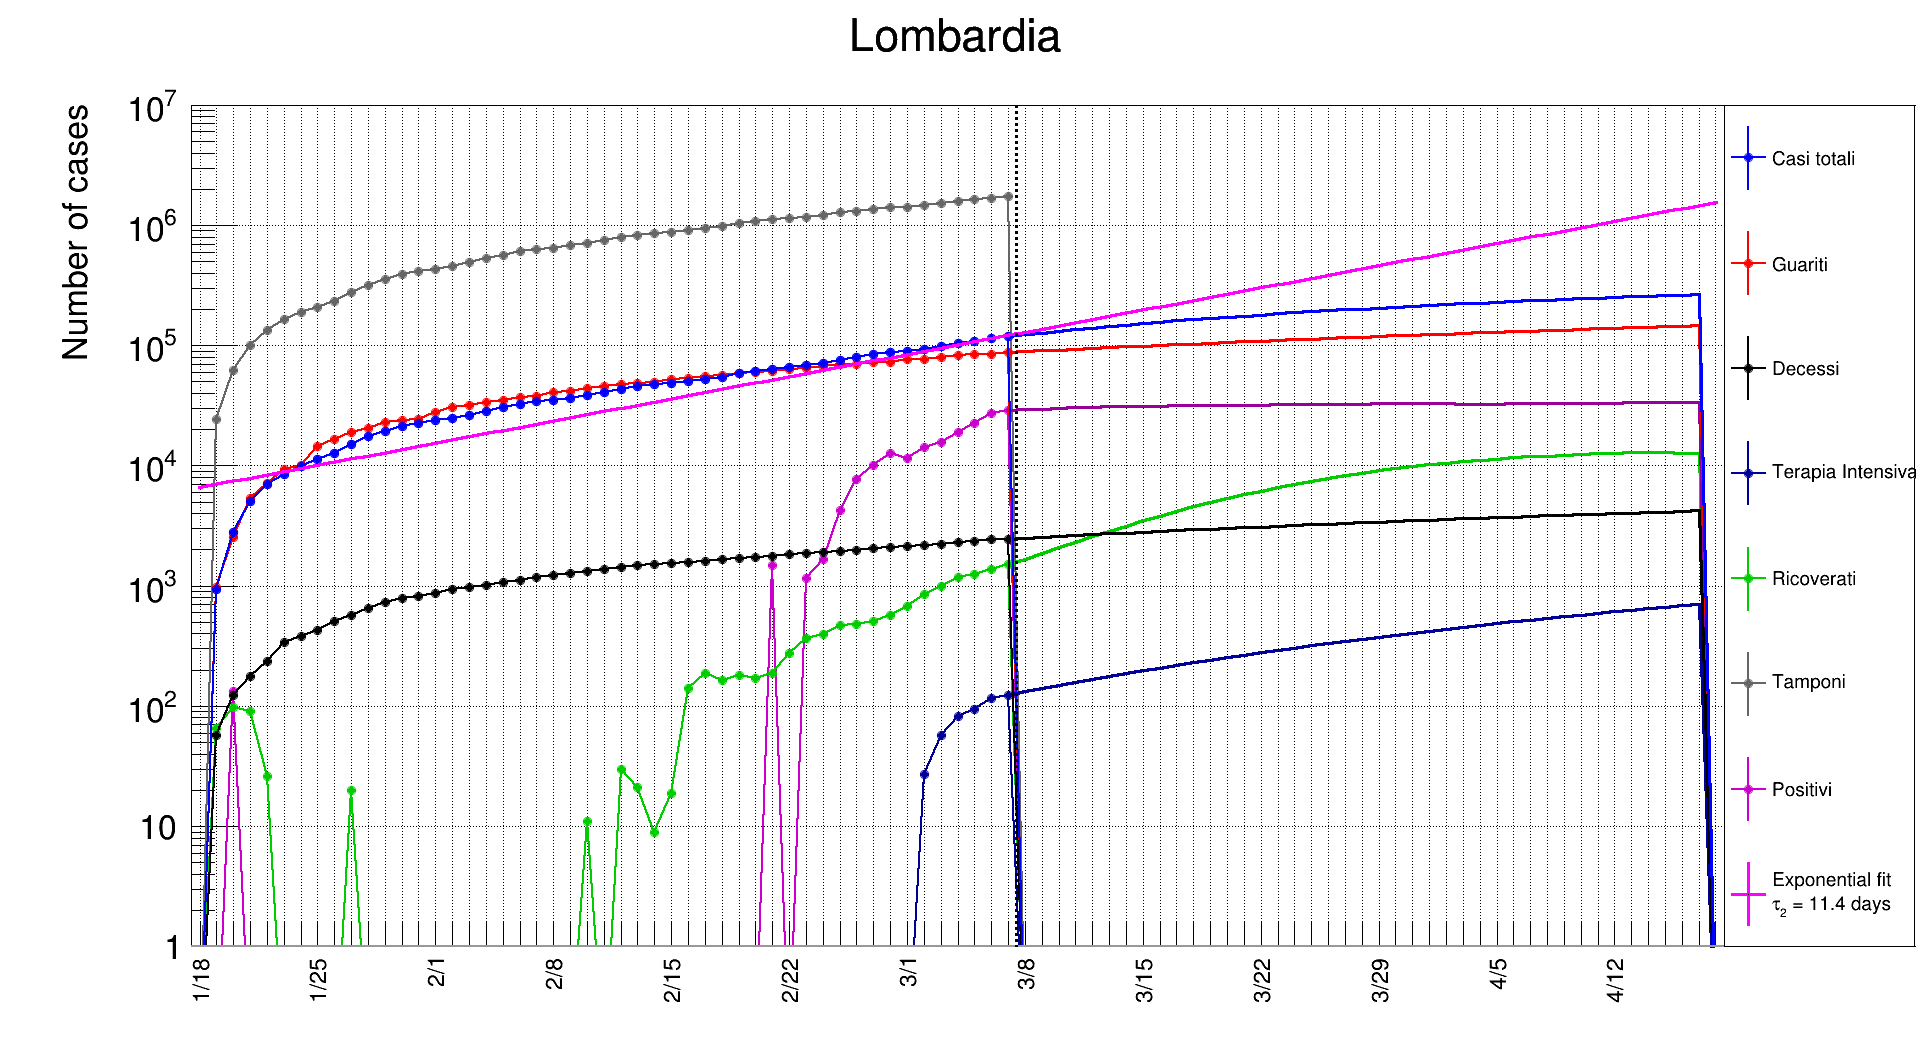 Lombardia
Number of cases
10^7
10^6
10^5
10^4
10^3
10^2
10
1
1/18
1/25
2/1
2/8
2/15
2/22
3/1
3/8
3/15
3/22
3/29
4/5
4/12
Casi totali
Guariti
Decessi
Terapia Intensiva
Ricoverati
Tamponi
Positivi
Exponential fit
τ_2 = 11.4 days